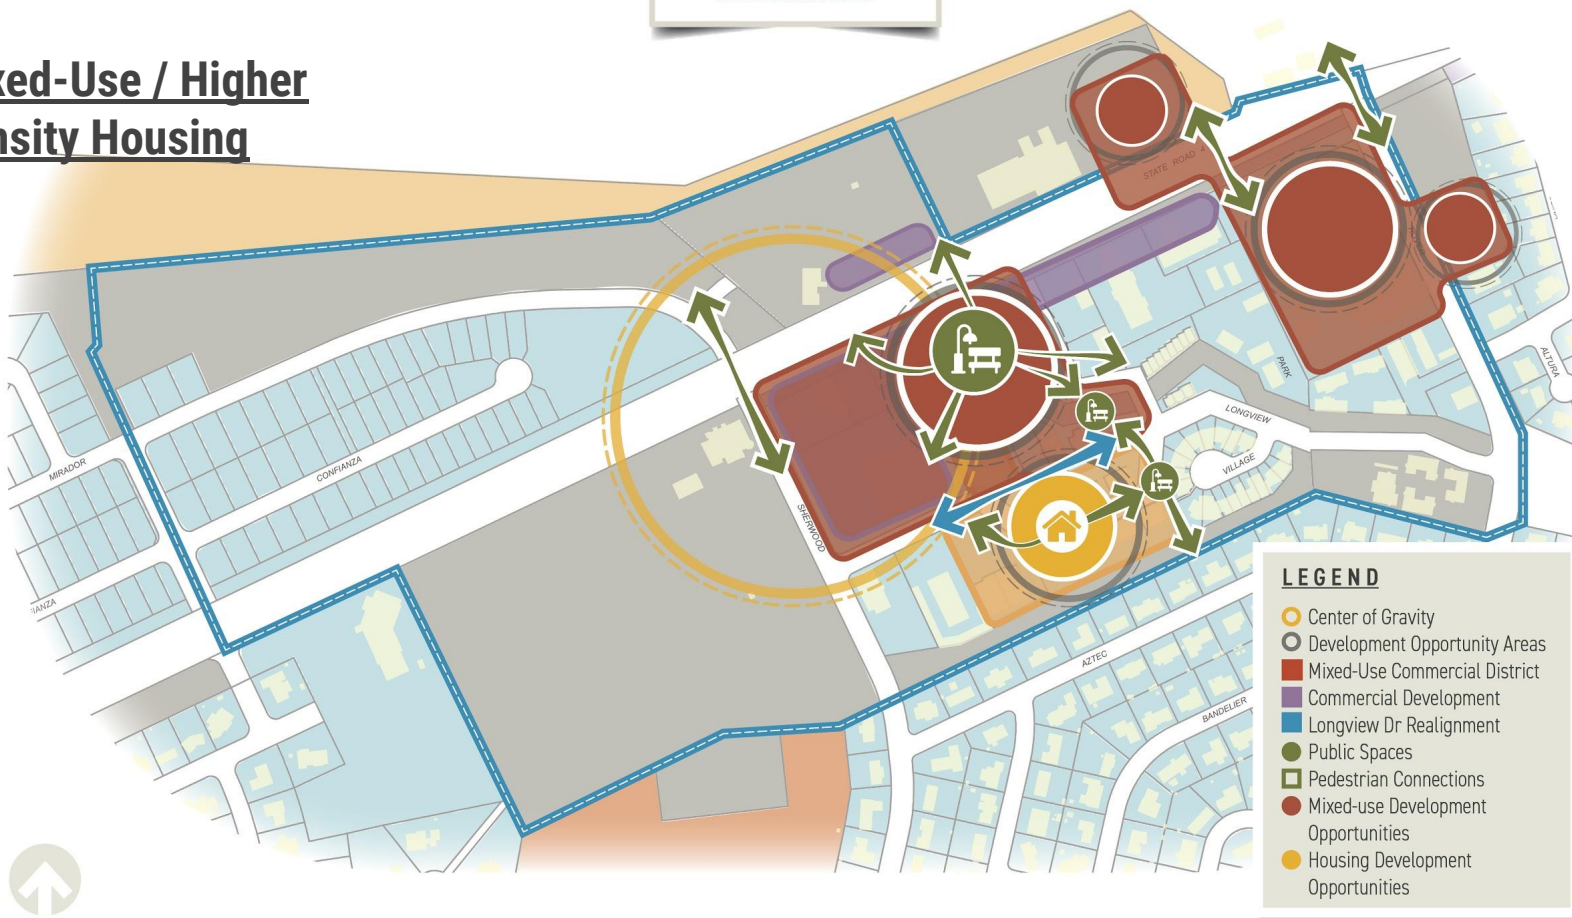 xed-Use / Higher
nsity Housing
STATE ROAD 4
PARK
ALTURA
LONGVIEW
VILLAGE
MIRADOR
CONFIANZA
SHERWOOD
IANZA
AZTEC
BANDELIER
LEGEND
Center of Gravity
Development Opportunity Areas
Mixed-Use Commercial District
Commercial Development
Longview Dr Realignment
Public Spaces
Pedestrian Connections
Mixed-use Development
Opportunities
Housing Development
Opportunities